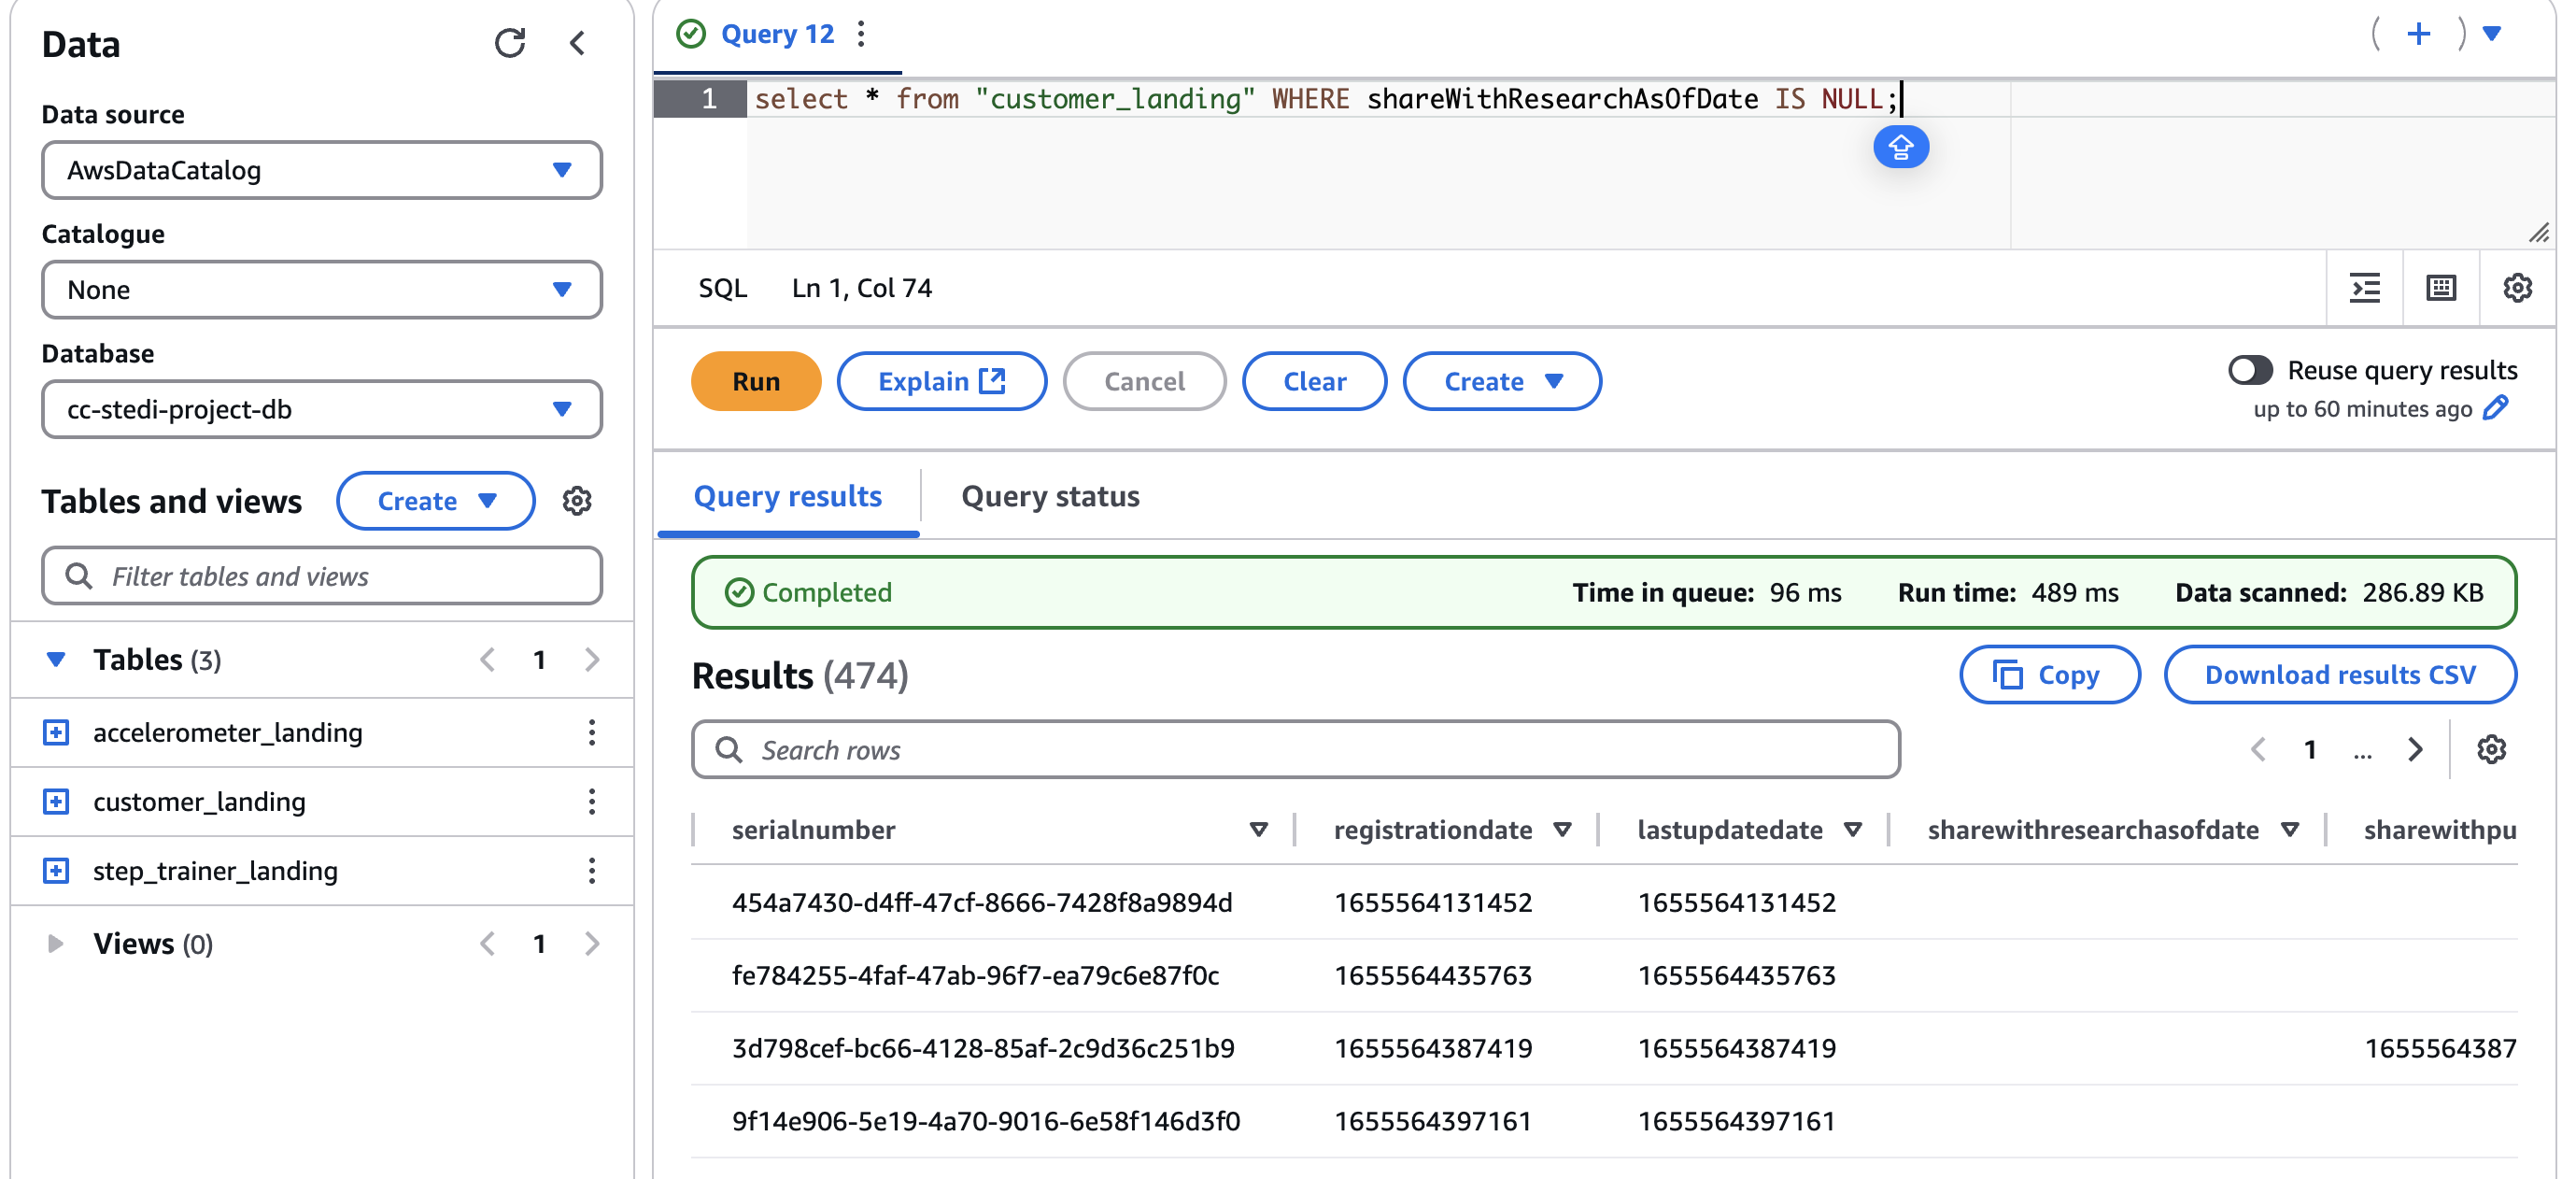 Data
Data source
AwsDataCatalog
Catalogue
None
Database
cc-stedi-project-db
Tables and views
Create
Filter tables and views
Tables (3)
1
accelerometer_landing
customer_landing
step_trainer_landing
Views (0)
1
Query 12
1 select * from "customer_landing" WHERE shareWithResearchAsOfDate IS NULL;
SQL Ln 1, Col 74
Run Explain Cancel Clear Create
Reuse query results
up to 60 minutes ago
Query results Query status
Completed Time in queue: 96 ms Run time: 489 ms Data scanned: 286.89 KB
Results (474) Copy Download results CSV
Search rows 1 ...
serialnumber registrationdate lastupdatedate sharewithresearchasofdate sharewithpu
454a7430-d4ff-47cf-8666-7428f8a9894d 1655564131452 1655564131452
fe784255-4faf-47ab-96f7-ea79c6e87f0c 1655564435763 1655564435763
3d798cef-bc66-4128-85af-2c9d36c251b9 1655564387419 1655564387419 1655564387
9f14e906-5e19-4a70-9016-6e58f146d3f0 1655564397161 1655564397161